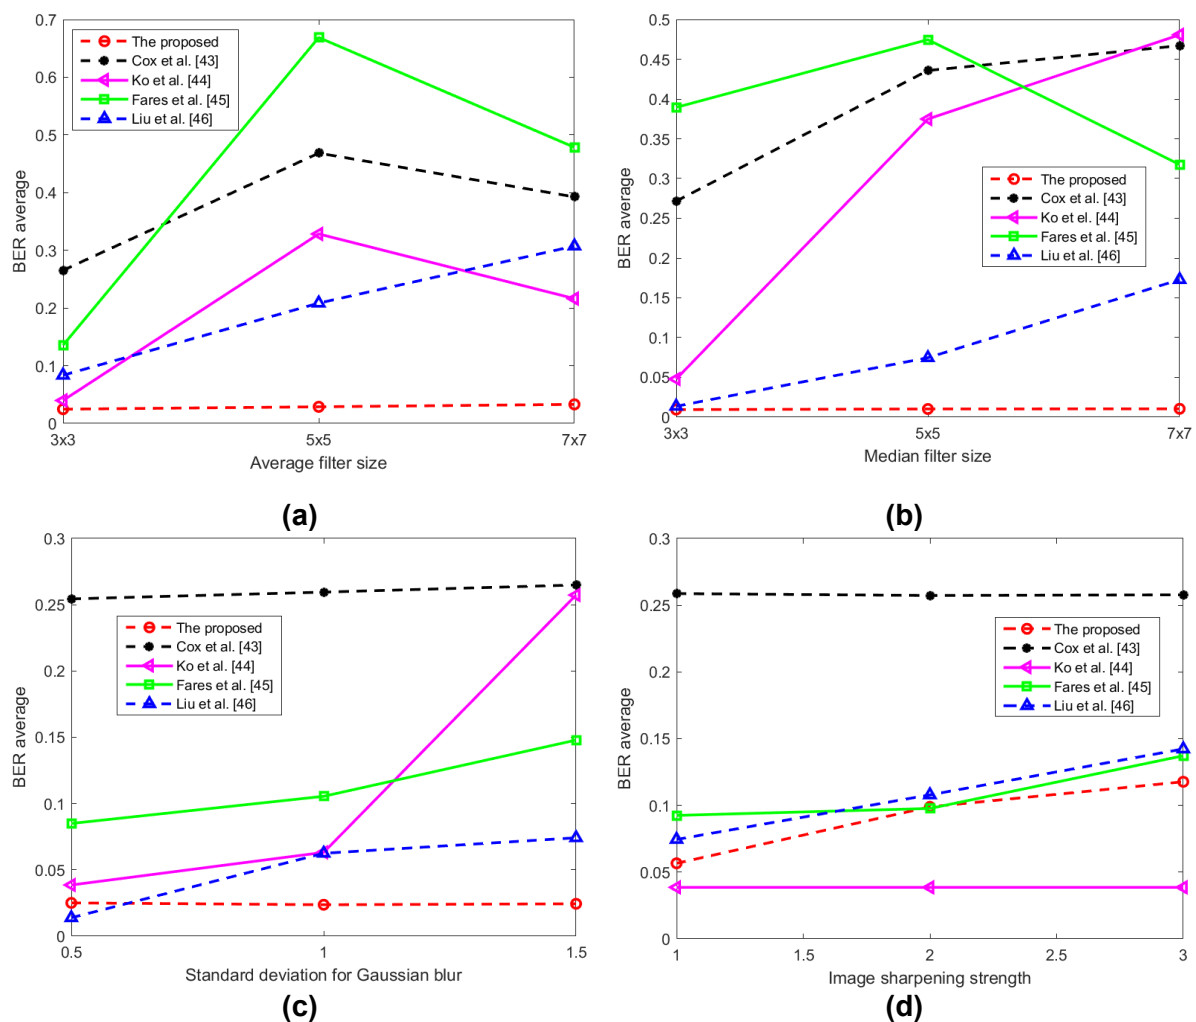 0.7
0.6
0.5
0.4
0.3
0.2
0.1
0
BER average
The proposed
Cox et al. [43]
Ko et al. [44]
Fares et al. [45]
Liu et al. [46]
3x3
5x5
7x7
Average filter size
(a)
0.5
0.45
0.4
0.35
0.3
0.25
0.2
0.15
0.1
0.05
0
BER average
The proposed
Cox et al. [43]
Ko et el. [44]
Fares et al. [45]
Liu et al. [46]
3x3
5x5
7x7
Median filter size
(b)
0.3
0.25
0.2
0.15
0.1
0.05
0
BER average
The proposed
Cox et al. [43]
Ko et al. [44]
Fares et al. [45]
Liu et al. [46]
0.5
1
1.5
Standard deviation for Gaussian blur
(c)
0.3
0.25
0.2
0.15
0.1
0.05
0
BER average
The proposed
Cox et al. [43]
Ko et al. [44]
Fares et al. [45]
Liu et al. [46]
1
1.5
2
2.5
3
Image sharpening strength
(d)